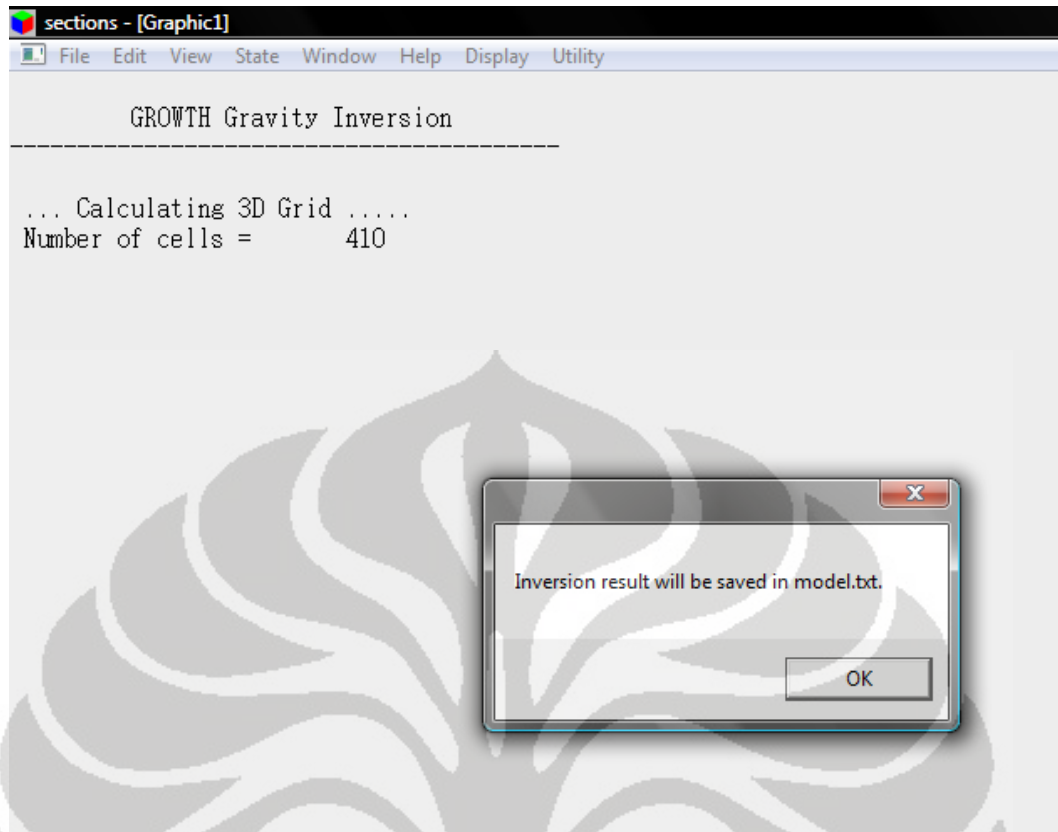 sections - [Graphic1]
File Edit View State Window Help Display Utility
GROWTH Gravity Inversion
-----------------------------------------
... Calculating 3D Grid .....
Number of cells = 410
Inversion result will be saved in model.txt.
OK